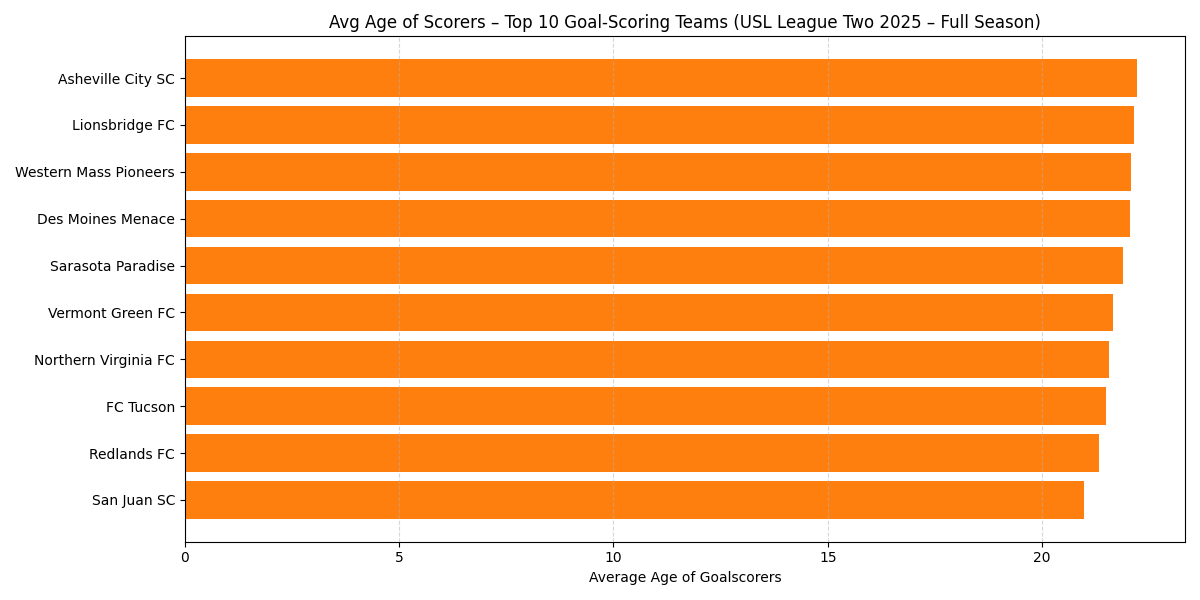 Avg Age of Scorers – Top 10 Goal-Scoring Teams (USL League Two 2025 – Full Season)
Asheville City SC
Lionsbridge FC
Western Mass Pioneers
Des Moines Menace
Sarasota Paradise
Vermont Green FC
Northern Virginia FC
FC Tucson
Redlands FC
San Juan SC
0 5 10 15 20
Average Age of Goalscorers